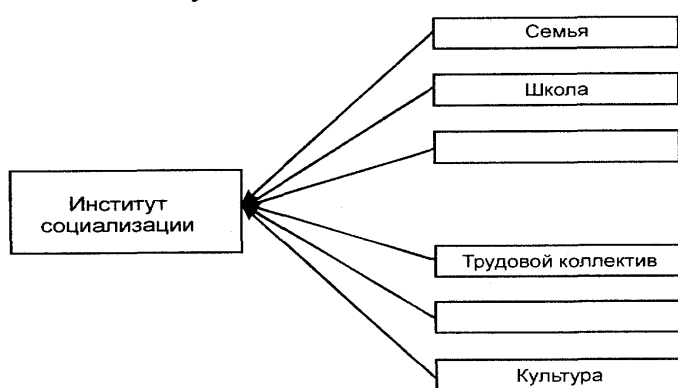 Семья
Школа
Институт
социализации
Трудовой коллектив
Культура